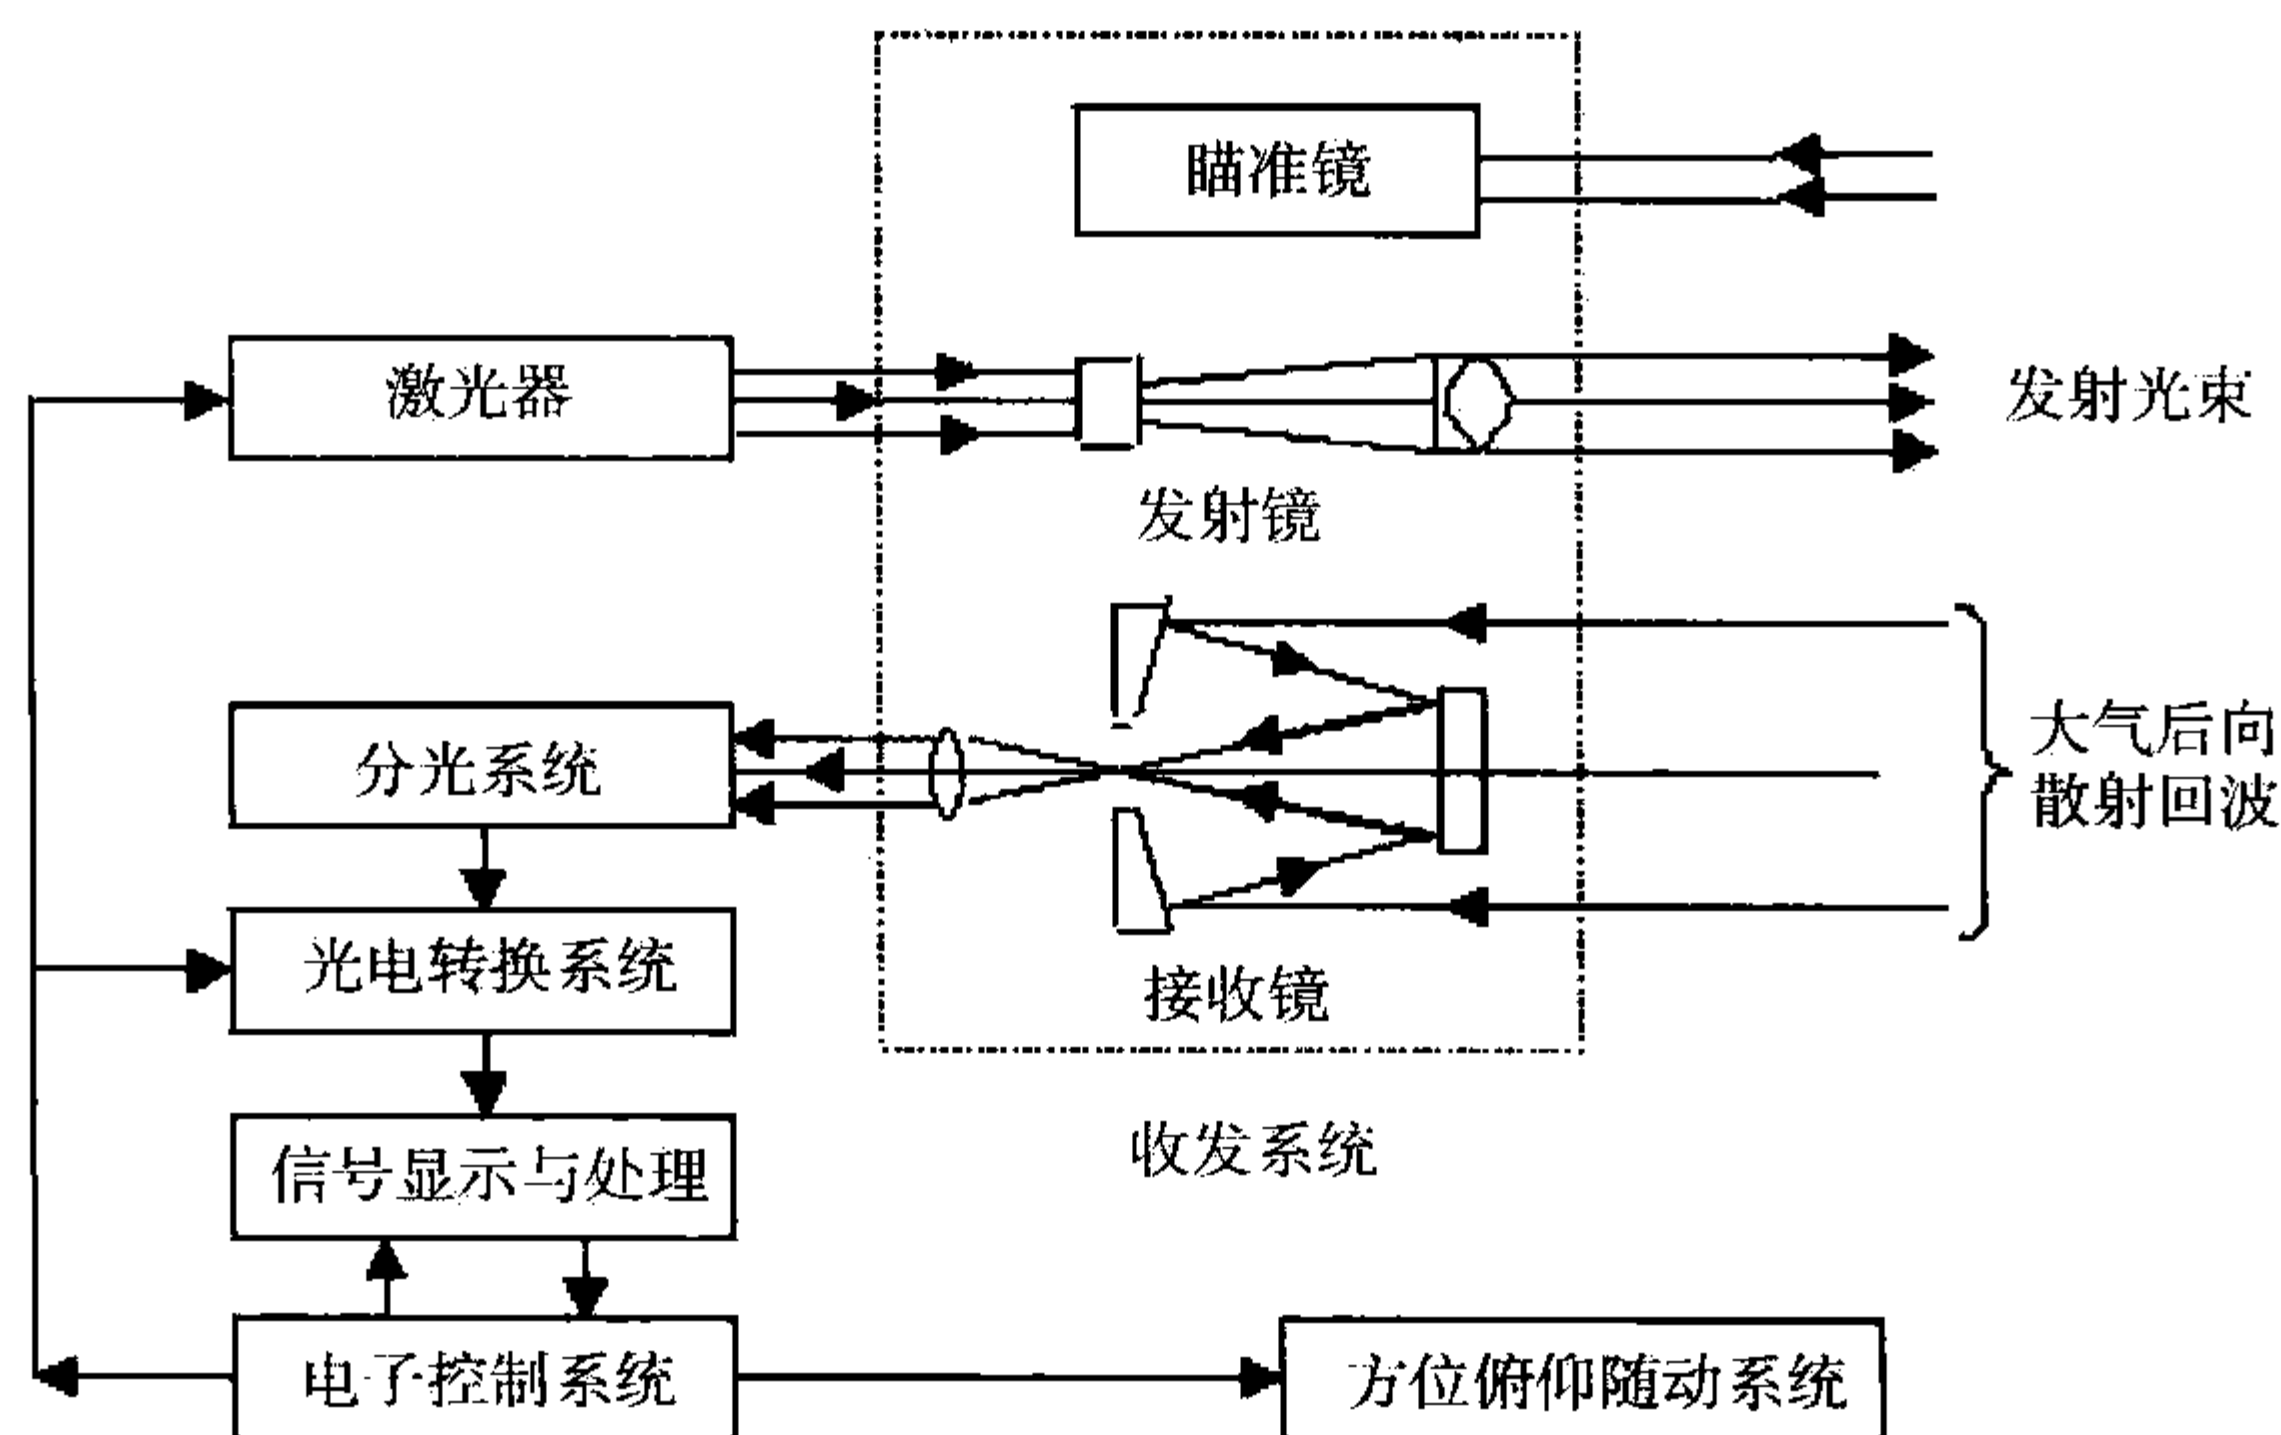 瞄准镜
激光器
发射光束
发射镜
分光系统
大气后向
散射回波
光电转换系统
接收镜
收发系统
信号显示与处理
电子控制系统
方位俯仰随动系统